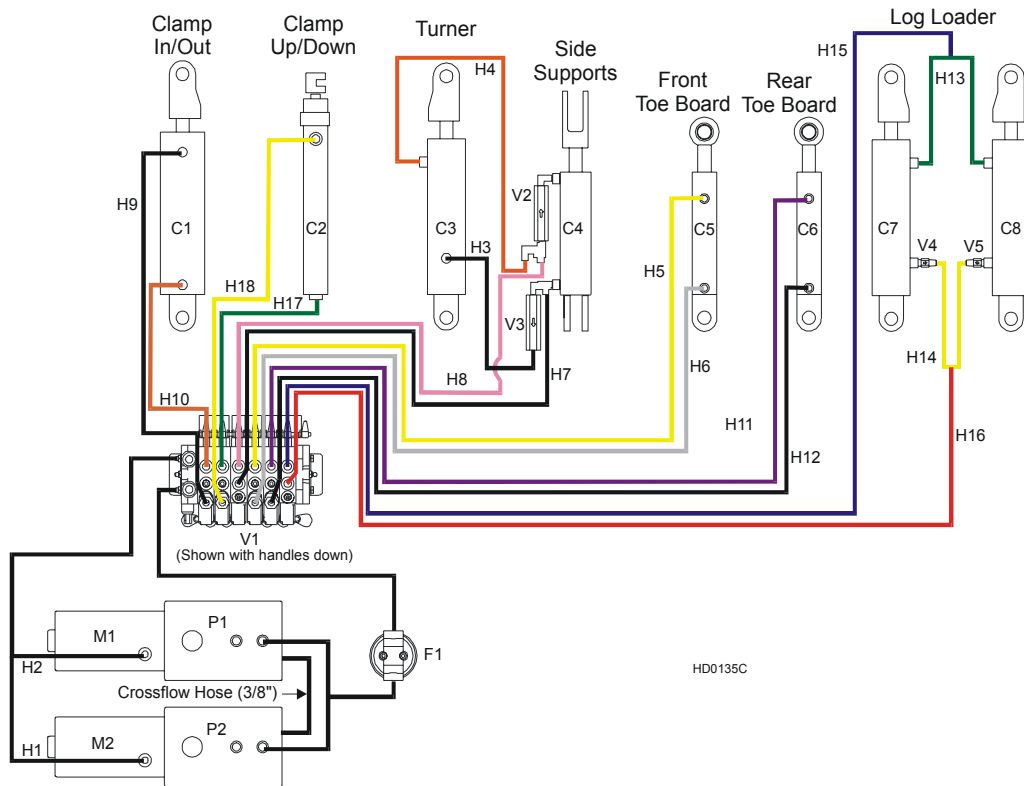 Clamp
In/Out
Clamp
Up/Down
Turner
Side
Supports
Front
Toe Board
Rear
Toe Board
Log Loader
H15
H4
H13
H9
V2
C1
C2
C3
C4
C5
C6
C7
C8
H3
V4
V5
H18
H5
H17
V3
H14
H8
H7
H6
H10
H11
H16
H12
V1
(Shown with handles down)
M1
P1
F1
H2
HD0135C
Crossflow Hose (3/8")
P2
H1
M2